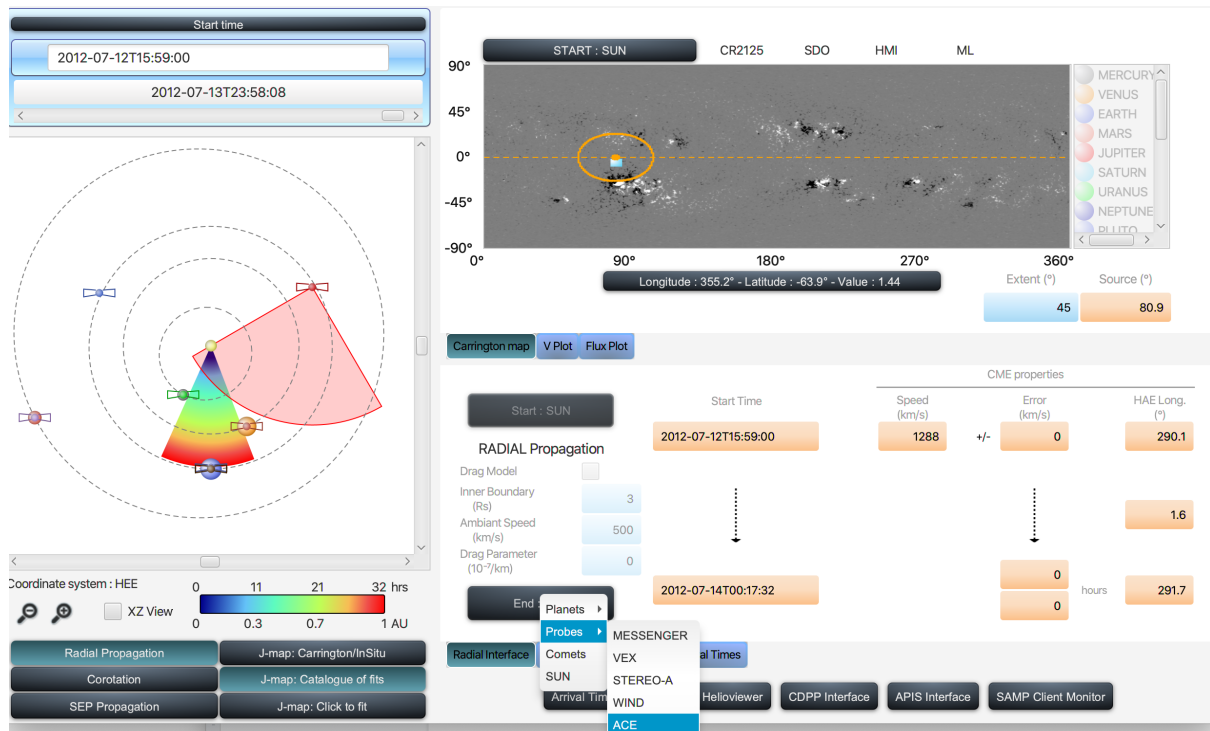 Start time
2012-07-12T15:59:00
2012-07-13T23:58:08
Coordinate system : HEE
0 11 21 32 hrs
XZ View
0 0.3 0.7 1 AU
Radial Propagation
J-map: Carrington/InSitu
Corotation
J-map: Catalogue of fits
SEP Propagation
J-map: Click to fit
START : SUN
CR2125 SDO HMI ML
90°
45°
0°
-45°
-90°
0° 90° 180° 270° 360°
MERCURY
VENUS
EARTH
MARS
JUPITER
SATURN
URANUS
NEPTUNE
PLUTO
Longitude : 355.2° - Latitude : -63.9° - Value : 1.44
Extent (°) Source (°)
45 80.9
Carrington map V Plot Flux Plot
CME properties
Start : SUN
Start Time
Speed
(km/s)
Error
(km/s)
HAE Long.
(°)
2012-07-12T15:59:00 1288 +/- 0 290.1
RADIAL Propagation
Drag Model
Inner Boundary
(Rs)
3
1.6
Ambiant Speed
(km/s)
500
Drag Parameter
(10⁻⁷/km)
0
0
End :
2012-07-14T00:17:32
hours
291.7
0
Planets
Probes
Comets
SUN
MESSENGER
VEX
STEREO-A
WIND
ACE
Radial Interface
al Times
Arrival Tim
Helioviewer
CDPP Interface
APIS Interface
SAMP Client Monitor